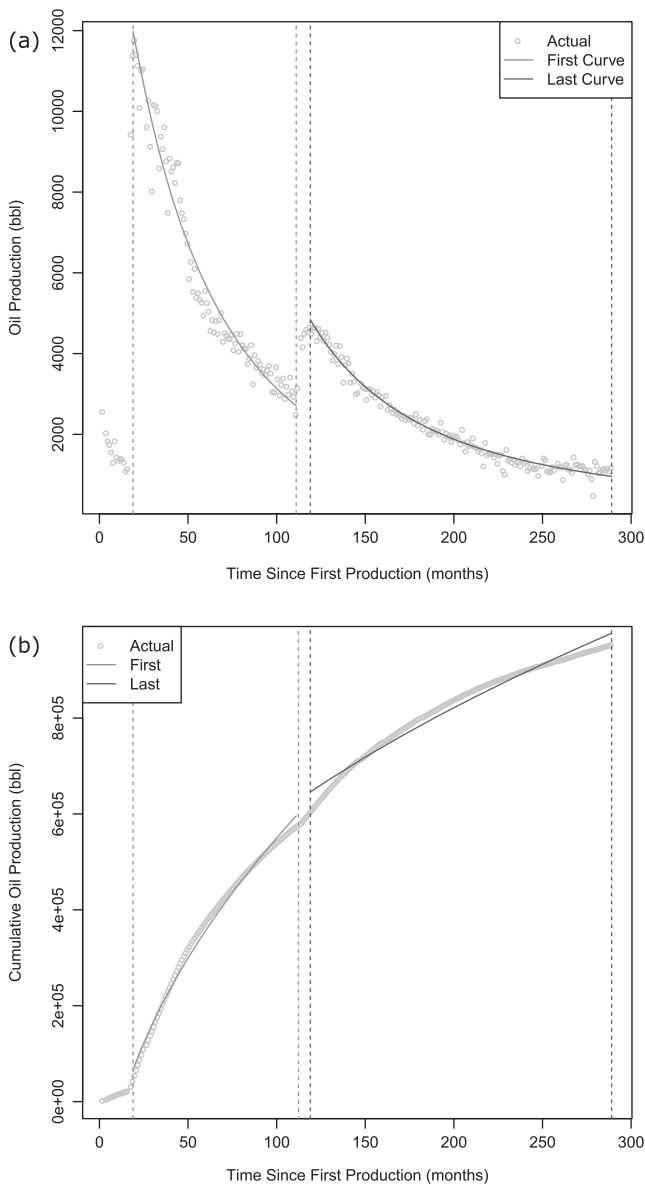 (a)
Actual
First Curve
Last Curve
12000
10000
8000
6000
4000
2000
Oil Production (bbl)
0 50 100 150 200 250 300
Time Since First Production (months)
(b)
Actual
First
Last
8e+05
6e+05
4e+05
2e+05
0e+00
Cumulative Oil Production (bbl)
0 50 100 150 200 250 300
Time Since First Production (months)